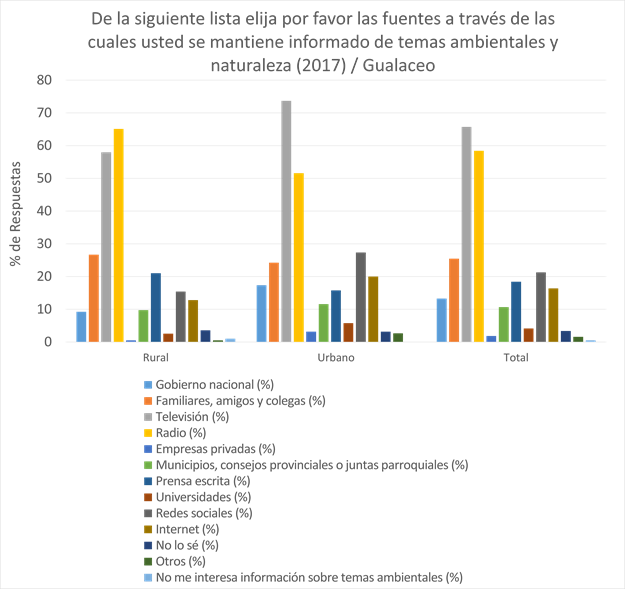 De la siguiente lista elija por favor las fuentes a través de las
cuales usted se mantiene informado de temas ambientales y
naturaleza (2017) / Gualaceo
80
70
60
50
40
30
20
10
0
% de Respuestas
Rural
Urbano
Total
Gobierno nacional (%)
Familiares, amigos y colegas (%)
Televisión (%)
Radio (%)
Empresas privadas (%)
Municipios, consejos provinciales o juntas parroquiales (%)
Prensa escrita (%)
Universidades (%)
Redes sociales (%)
Internet (%)
No lo sé (%)
Otros (%)
No me interesa información sobre temas ambientales (%)